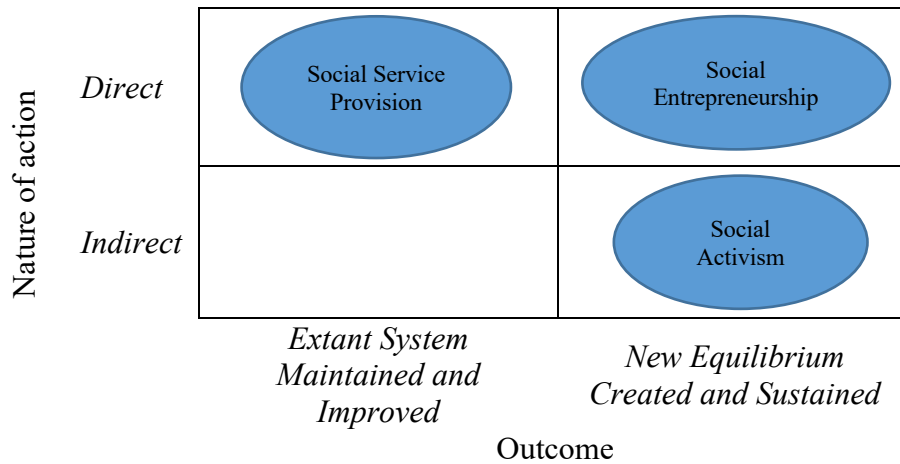 Nature of action
Direct
Social Service
Provision
Social
Entrepreneurship
Indirect
Social
Activism
Extant System
Maintained and
Improved
New Equilibrium
Created and Sustained
Outcome